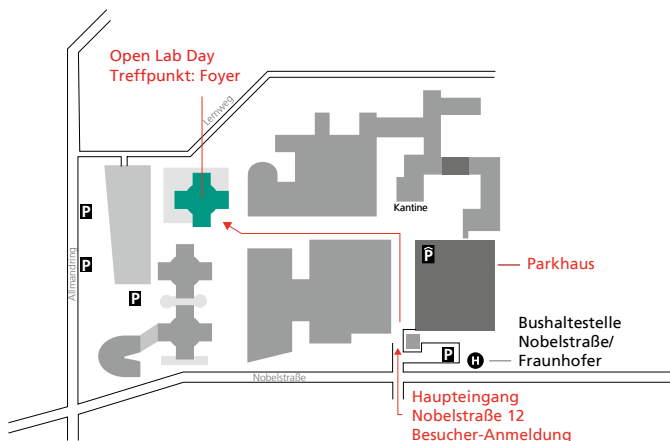 Open Lab Day
Treffpunkt: Foyer
Lernweg
Kantine
P
P
Allmandring
P
P
Parkhaus
Bushaltestelle
Nobelstraße/
Fraunhofer
P
H
Nobelstraße
Haupteingang
Nobelstraße 12
Besucher-Anmeldung